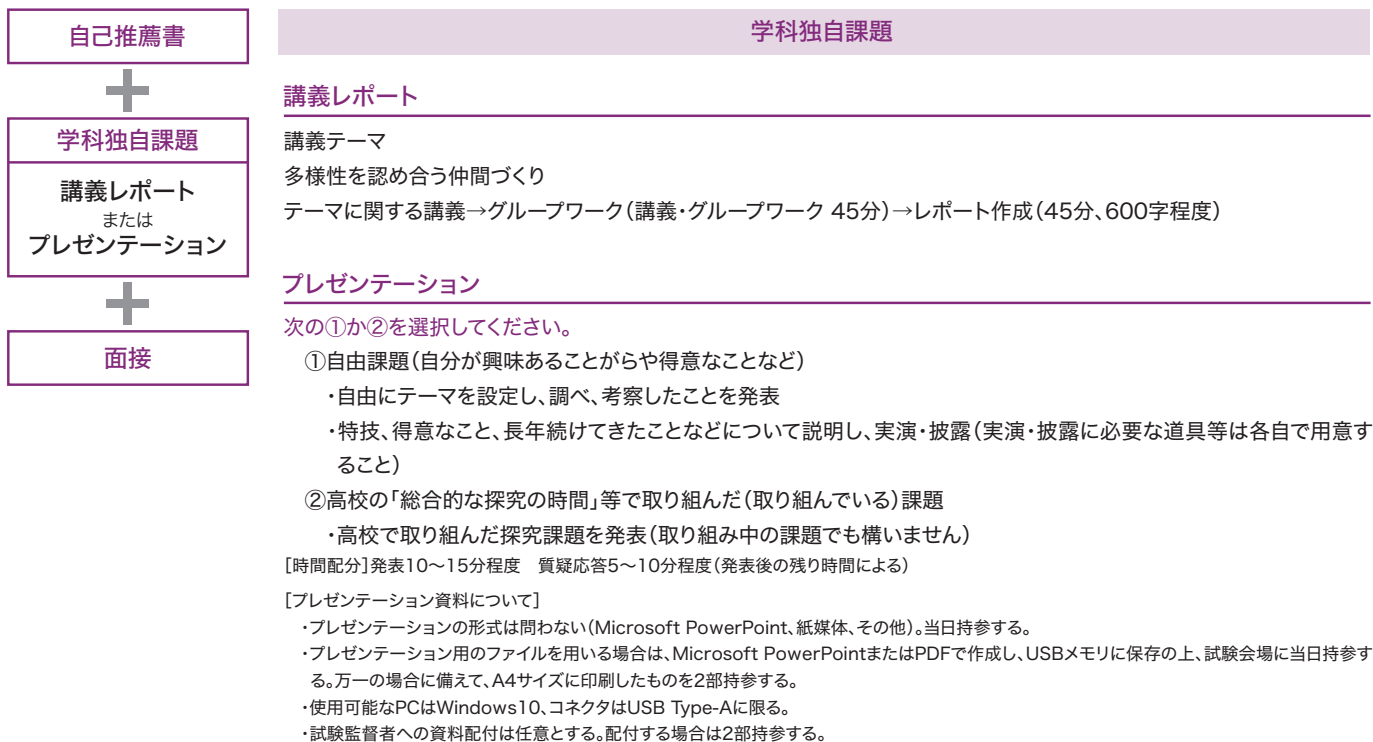 自己推薦書
学科独自課題
講義レポート
または
プレゼンテーション
面接
学科独自課題
講義レポート
講義テーマ
多様性を認め合う仲間づくり
テーマに関する講義→グループワーク(講義・グループワーク 45分)→レポート作成(45分、600字程度)
プレゼンテーション
次の①か②を選択してください。
①自由課題(自分が興味あることがらや得意なことなど)
・自由にテーマを設定し、調べ、考察したことを発表
・特技、得意なこと、長年続けてきたことなどについて説明し、実演・披露(実演・披露に必要な道具等は各自で用意す
ること)
②高校の「総合的な探究の時間」等で取り組んだ(取り組んでいる)課題
・高校で取り組んだ探究課題を発表(取り組み中の課題でも構いません)
[時間配分]発表10〜15分程度　質疑応答5〜10分程度(発表後の残り時間による)
[プレゼンテーション資料について]
・プレゼンテーションの形式は問わない(Microsoft PowerPoint、紙媒体、その他)。当日持参する。
・プレゼンテーション用のファイルを用いる場合は、Microsoft PowerPointまたはPDFで作成し、USBメモリに保存の上、試験会場に当日持参す
る。万一の場合に備えて、A4サイズに印刷したものを2部持参する。
・使用可能なPCはWindows10、コネクタはUSB Type-Aに限る。
・試験監督者への資料配付は任意とする。配付する場合は2部持参する。